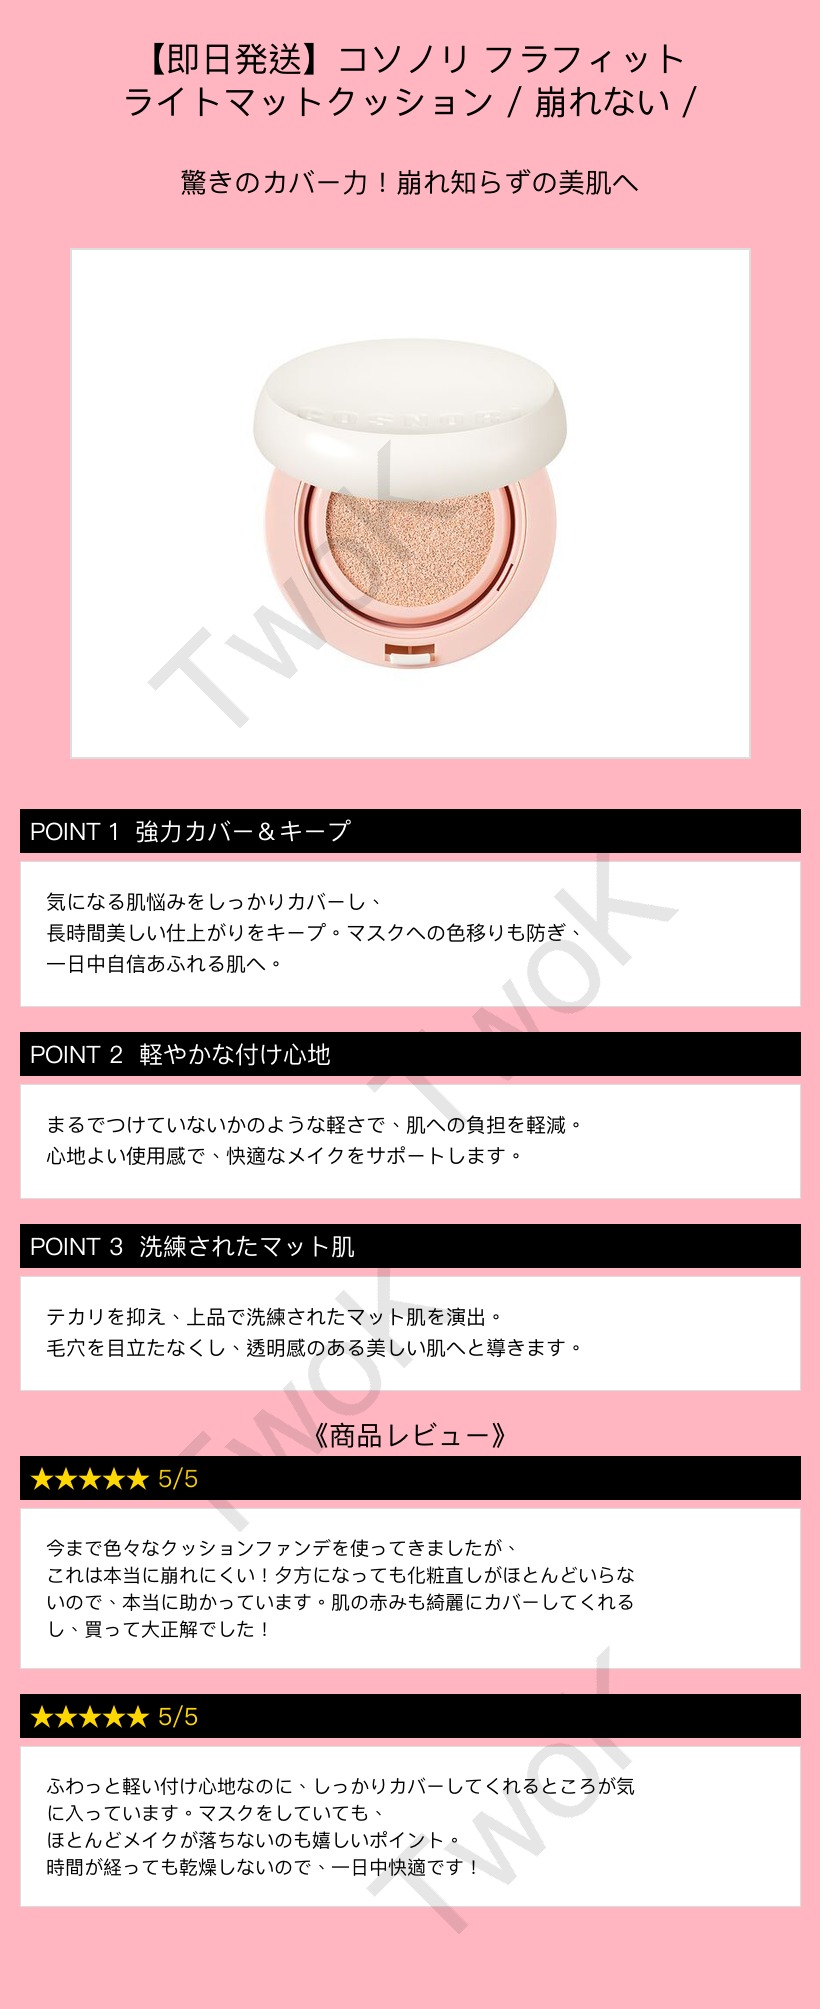 【即日発送】コソノリ フラフィット
ライトマットクッション / 崩れない /
驚きのカバー力！崩れ知らずの美肌へ
COSNORI
TwoK
POINT 1 強力カバー＆キープ
気になる肌悩みをしっかりカバーし、
長時間美しい仕上がりをキープ。マスクへの色移りも防ぎ、
一日中自信あふれる肌へ。
TwoK
POINT 2 軽やかな付け心地
まるでつけていないかのような軽さで、肌への負担を軽減。
心地よい使用感で、快適なメイクをサポートします。
POINT 3 洗練されたマット肌
テカリを抑え、上品で洗練されたマット肌を演出。
毛穴を目立たなくし、透明感のある美しい肌へと導きます。
TwoK
《商品レビュー》
★★★★★ 5/5
今まで色々なクッションファンデを使ってきましたが、
これは本当に崩れにくい！夕方になっても化粧直しがほとんどいらな
いので、本当に助かっています。肌の赤みも綺麗にカバーしてくれる
し、買って大正解でした！
★★★★★ 5/5
ふわっと軽い付け心地なのに、しっかりカバーしてくれるところが気
に入っています。マスクをしていても、
ほとんどメイクが落ちないのも嬉しいポイント。
時間が経っても乾燥しないので、一日中快適です！
TwoK